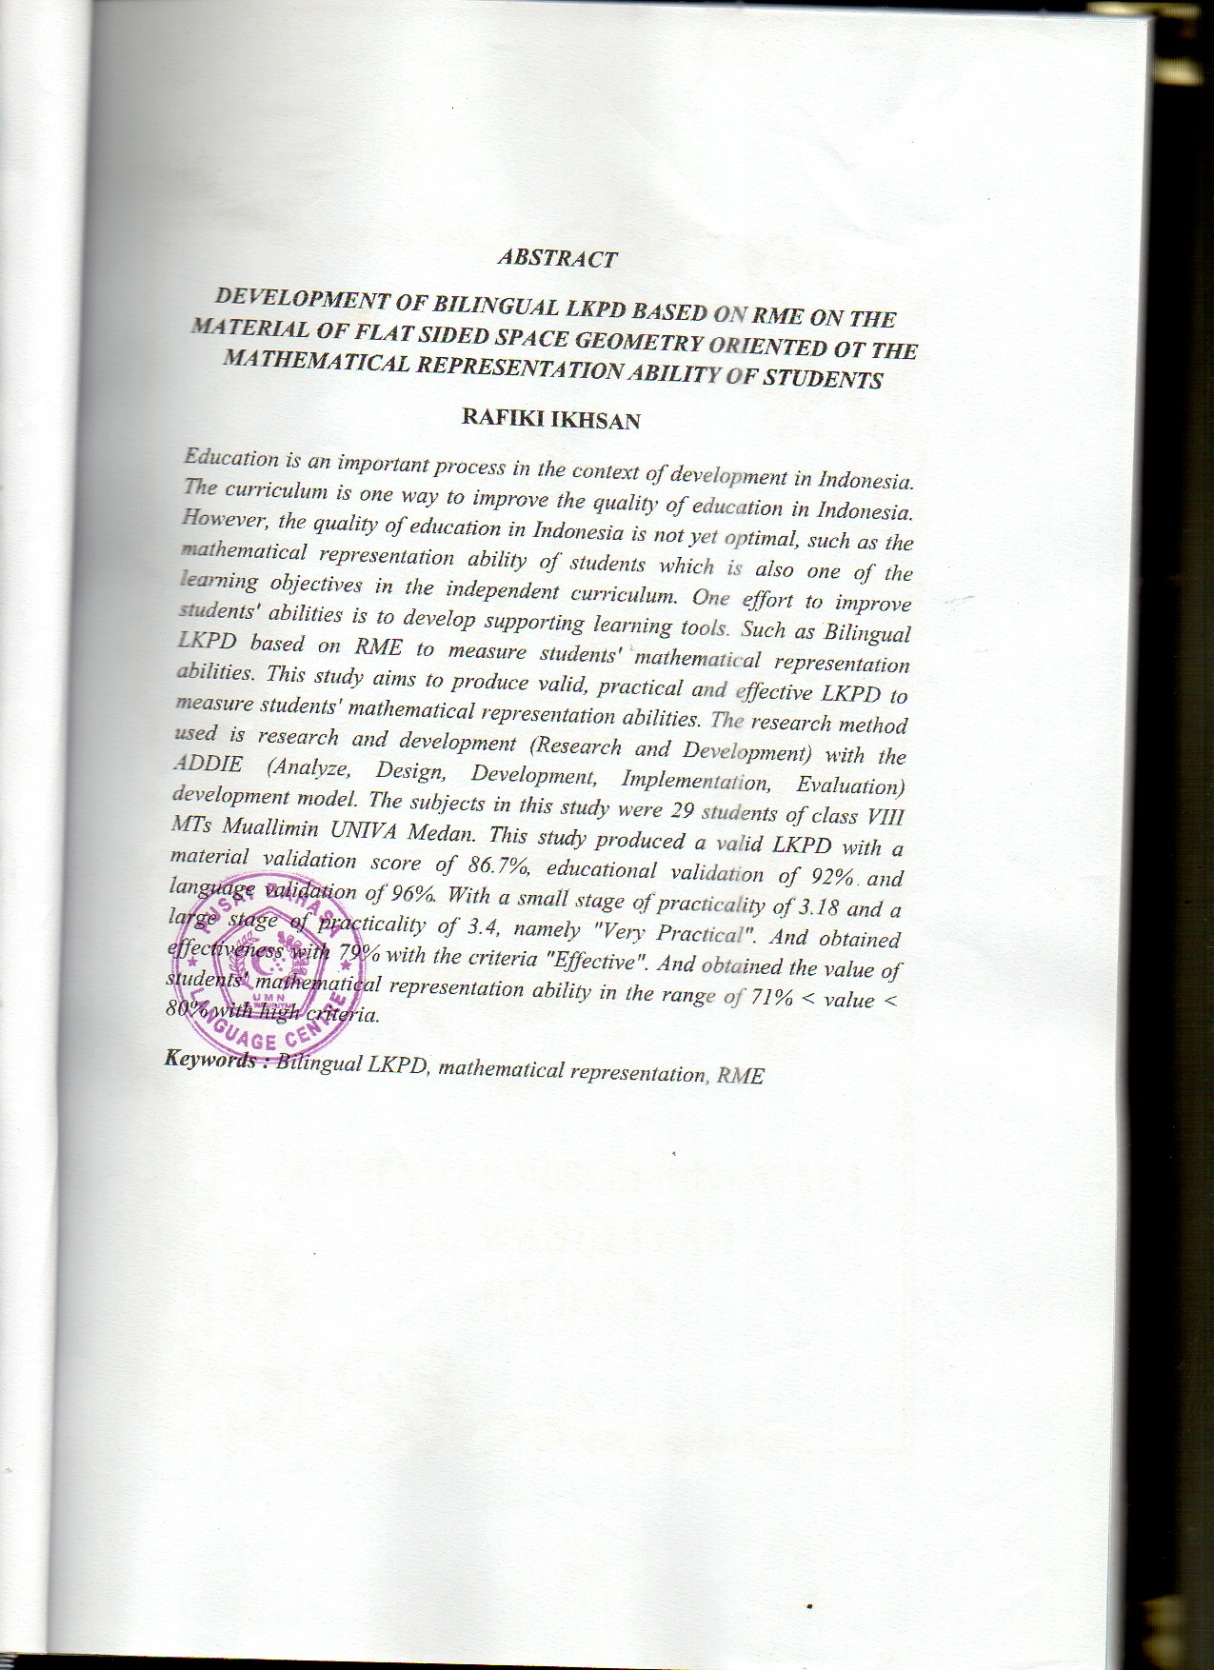 ABSTRACT
DEVELOPMENT OF BILINGUAL LKPD BASED ON RME ON THE
MATERIAL OF FLAT SIDED SPACE GEOMETRY ORIENTED OT THE
MATHEMATICAL REPRESENTATION ABILITY OF STUDENTS
RAFIKI IKHSAN
Education is an important process in the context of development in Indonesia.
The curriculum is one way to improve the quality of education in Indonesia.
However, the quality of education in Indonesia is not yet optimal, such as the
mathematical representation ability of students which is also one of the
learning objectives in the independent curriculum. One effort to improve
students' abilities is to develop supporting learning tools. Such as Bilingual
LKPD based on RME to measure students' mathematical representation
abilities. This study aims to produce valid, practical and effective LKPD to
measure students' mathematical representation abilities. The research method
used is research and development (Research and Development) with the
ADDIE (Analyze, Design, Development, Implementation, Evaluation)
development model. The subjects in this study were 29 students of class VIII
MTs Muallimin UNIVA Medan. This study produced a valid LKPD with a
material validation score of 86.7%, educational validation of 92% and
language validation of 96%. With a small stage of practicality of 3.18 and a
large stage of practicality of 3.4, namely "Very Practical". And obtained
effectiveness with 79% with the criteria "Effective". And obtained the value of
students' mathematical representation ability in the range of 71% < value <
80% with high criteria.
Keywords : Bilingual LKPD, mathematical representation, RME
PUSAT BAHASA
UMN
LANGUAGE CENTRE